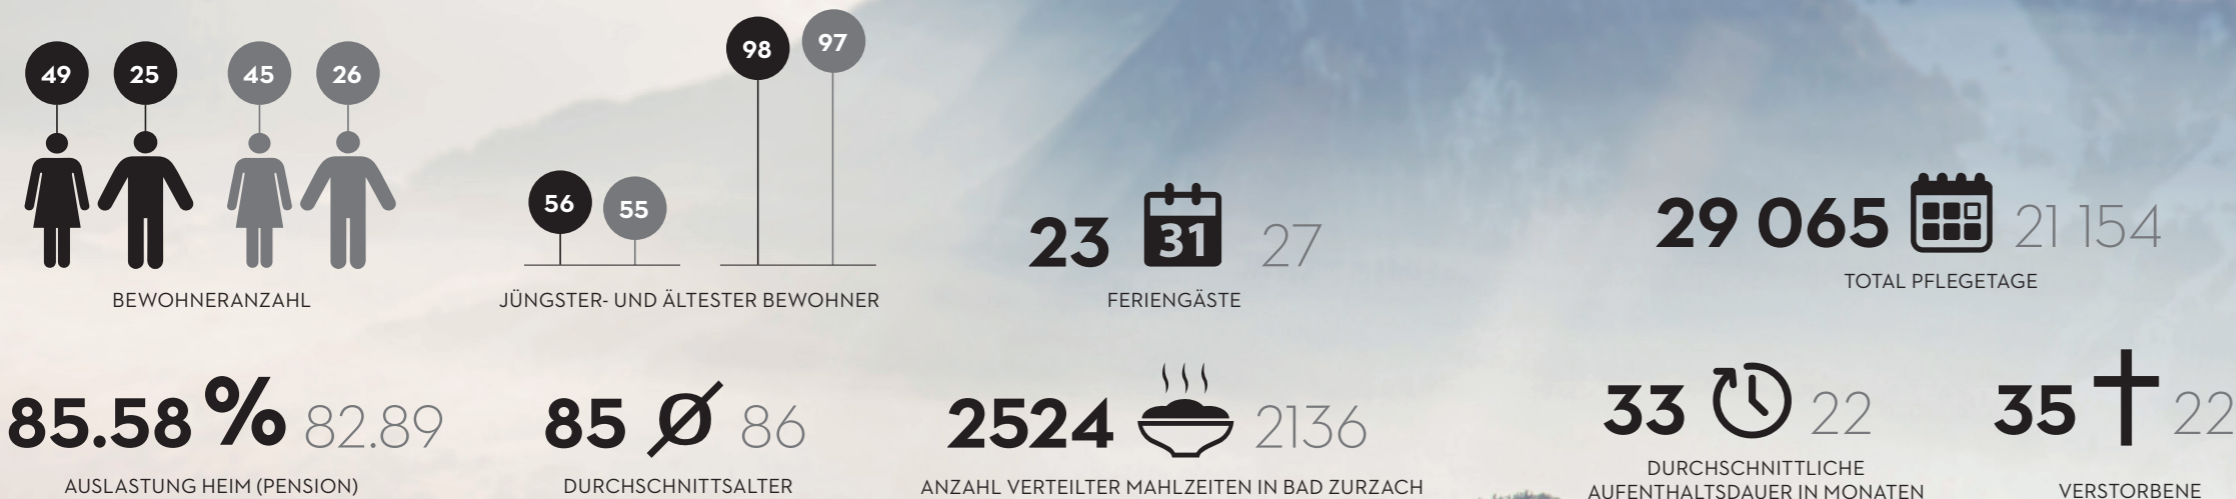 49 25 45 26
BEWOHNERANZAHL
56 55 98 97
JÜNGSTER- UND ÄLTESTER BEWOHNER
23 31 27
FERIENGÄSTE
29 065 21 154
TOTAL PFLEGETAGE
85.58 % 82.89
AUSLASTUNG HEIM (PENSION)
85 Ø 86
DURCHSCHNITTSALTER
2524 2136
ANZAHL VERTEILTER MAHLZEITEN IN BAD ZURZACH
33 22
DURCHSCHNITTLICHE
AUFENTHALTSDAUER IN MONATEN
35 22
VERSTORBENE